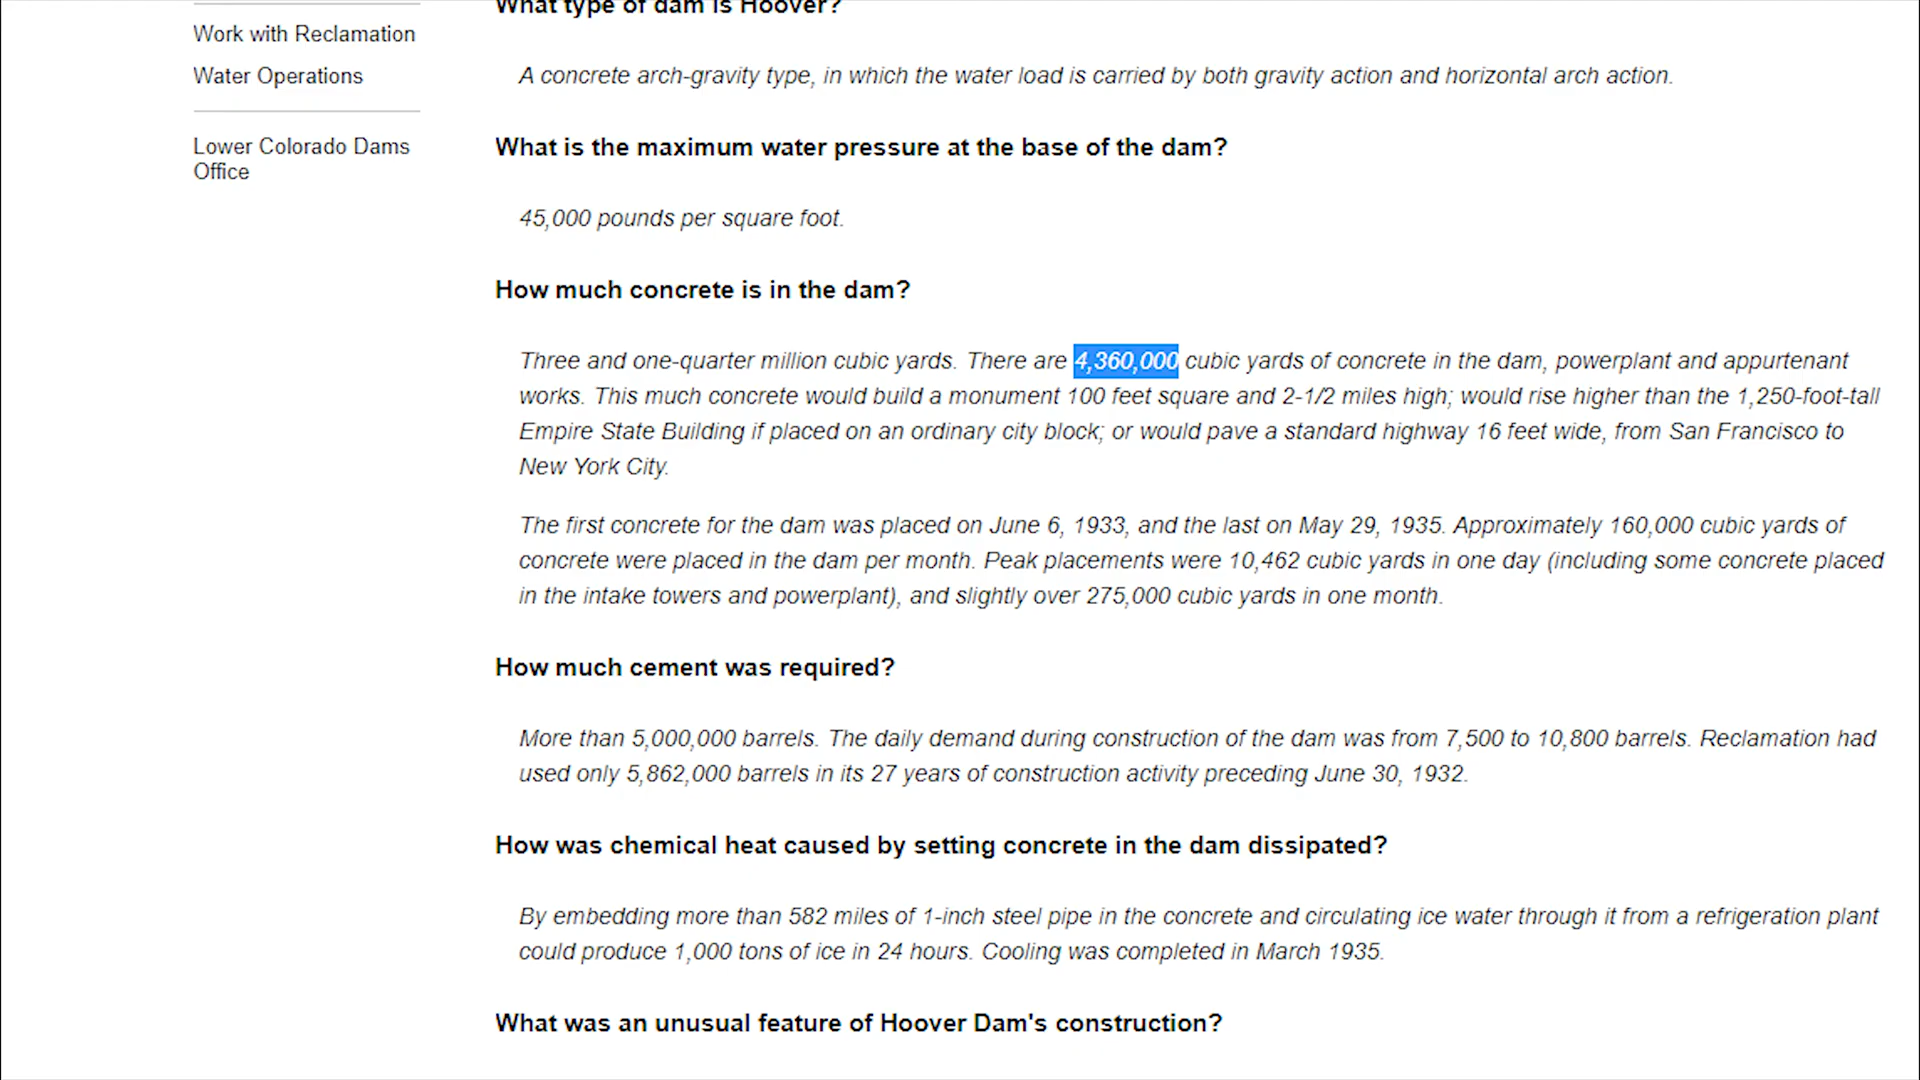 What type of dam is Hoover?
Work with Reclamation
Water Operations
Lower Colorado Dams
Office
A concrete arch-gravity type, in which the water load is carried by both gravity action and horizontal arch action.
What is the maximum water pressure at the base of the dam?
45,000 pounds per square foot.
How much concrete is in the dam?
Three and one-quarter million cubic yards. There are 4,360,000 cubic yards of concrete in the dam, powerplant and appurtenant
works. This much concrete would build a monument 100 feet square and 2-1/2 miles high; would rise higher than the 1,250-foot-tall
Empire State Building if placed on an ordinary city block; or would pave a standard highway 16 feet wide, from San Francisco to
New York City.
The first concrete for the dam was placed on June 6, 1933, and the last on May 29, 1935. Approximately 160,000 cubic yards of
concrete were placed in the dam per month. Peak placements were 10,462 cubic yards in one day (including some concrete placed
in the intake towers and powerplant), and slightly over 275,000 cubic yards in one month.
How much cement was required?
More than 5,000,000 barrels. The daily demand during construction of the dam was from 7,500 to 10,800 barrels. Reclamation had
used only 5,862,000 barrels in its 27 years of construction activity preceding June 30, 1932.
How was chemical heat caused by setting concrete in the dam dissipated?
By embedding more than 582 miles of 1-inch steel pipe in the concrete and circulating ice water through it from a refrigeration plant
could produce 1,000 tons of ice in 24 hours. Cooling was completed in March 1935.
What was an unusual feature of Hoover Dam's construction?